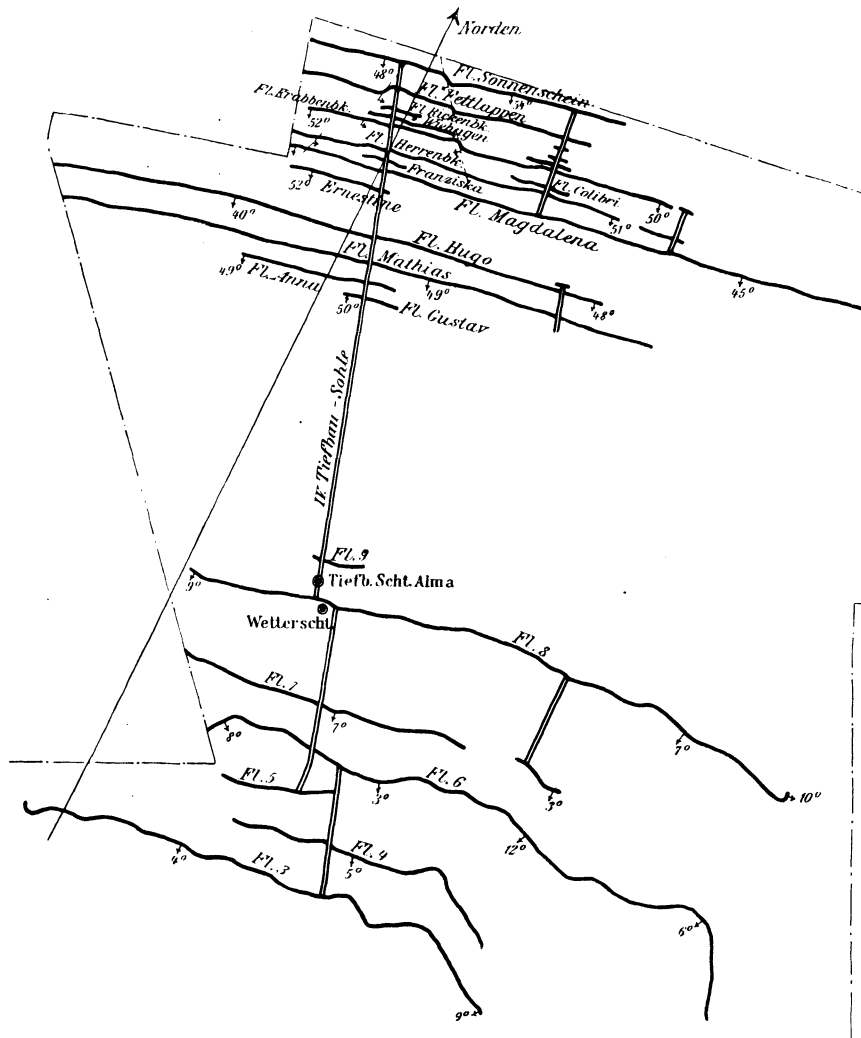 Norden
48°
Fl. Sonnenschein
54°
Fl. Fettlappen
Fl. Krabbenbk.
Fl. Rickenbk.
52°
Fl. Herrenbk.
Franziska
Fl. Colibri
52°
Ernestine
Fl. Magdalena
50°
51°
40°
Fl. Hugo
Fl. Mathias
49°
Fl. Anna
49°
45°
50°
Fl. Gustav
48°
IV. Tiefbau-Sohle
Fl. 9
Tiefb. Scht. Alma
9°
Wetterscht.
Fl. 8
Fl. 7
7°
8°
7°
Fl. 5
Fl. 6
3°
3°
10°
12°
4°
Fl. 4
Fl. 3
5°
6°
9°